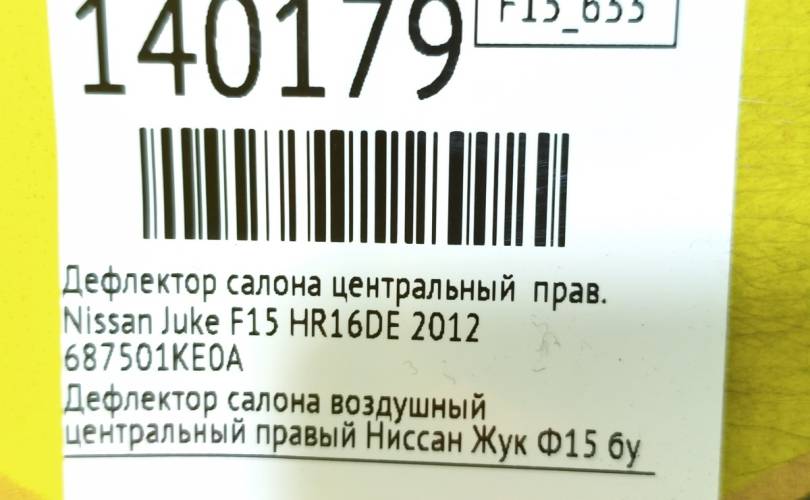 140179
F15_633
Дефлектор салона центральный прав.
Nissan Juke F15 HR16DE 2012
687501KE0A
Дефлектор салона воздушный
центральный правый Ниссан Жук Ф15 бу